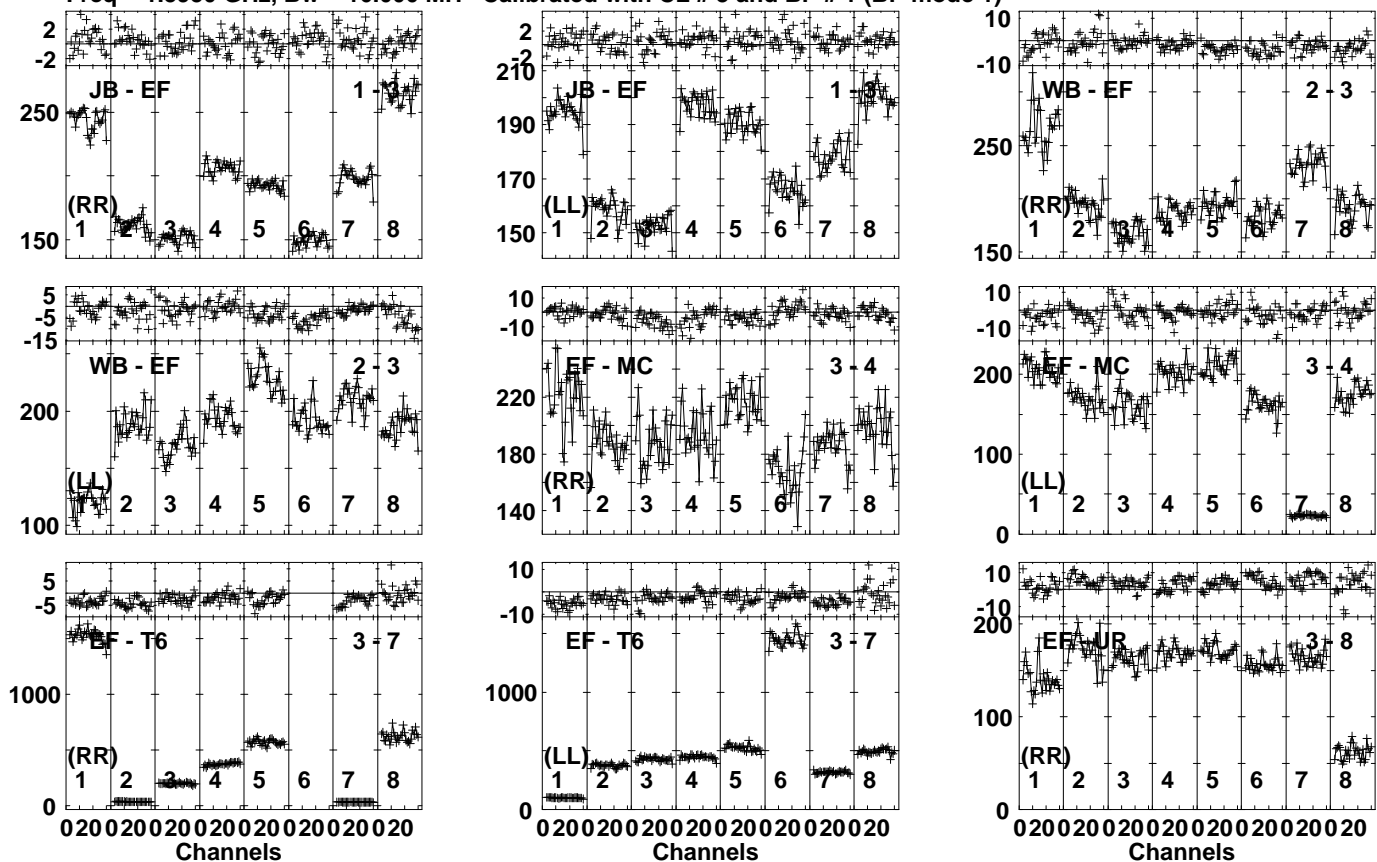 Calibrated with
2 2 10
-2 -2 -10
JB - EF 1 - 3 210 JB - EF 1 - 3 WB - EF 2 - 3
250 190 250
170
(RR) (LL) (RR)
150 1 2 3 4 5 6 7 8 150 1 2 3 4 5 6 7 8 150 1 2 3 4 5 6 7 8
5 10 10
-5 -10 -10
-15
WB - EF 2 - 3 EF - MC 3 - 4 EF - MC 3 - 4
200 220 200
180 100
(LL) (RR) (LL)
100 1 2 3 4 5 6 7 8 140 1 2 3 4 5 6 7 8 0 1 2 3 4 5 6 7 8
5 10 10
-5 -10 -10
EF - T6 3 - 7 EF - T6 3 - 7 200 EF - UR 3 - 8
1000 1000 100
(RR) (LL) (RR)
0 1 2 3 4 5 6 7 8 0 1 2 3 4 5 6 7 8 0 1 2 3 4 5 6 7 8
0 20 0 20 0 20 0 20 0 20 0 20 0 20 0 20 0 20 0 20 0 20 0 20 0 20 0 20 0 20 0 20 0 20 0 20 0 20 0 20 0 20 0 20 0 20 0 20
Channels Channels Channels